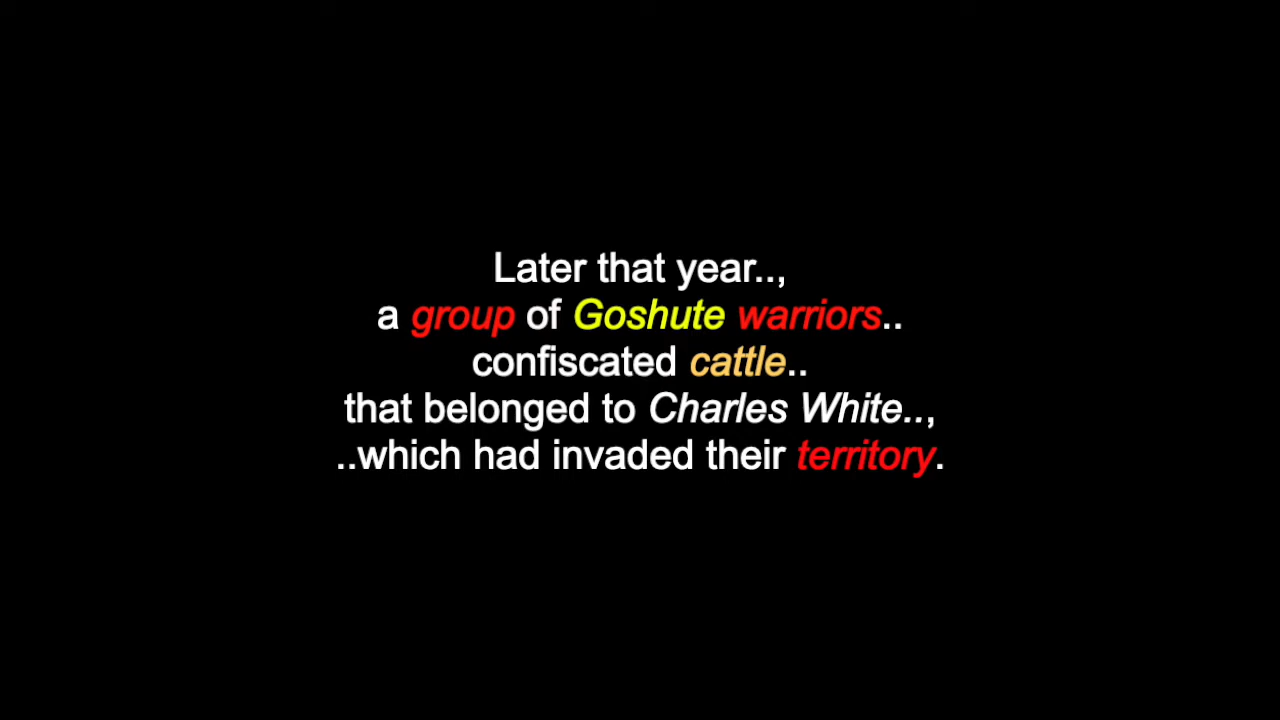 Later that year..,
a group of Goshute warriors..
confiscated cattle..
that belonged to Charles White..,
..which had invaded their territory.